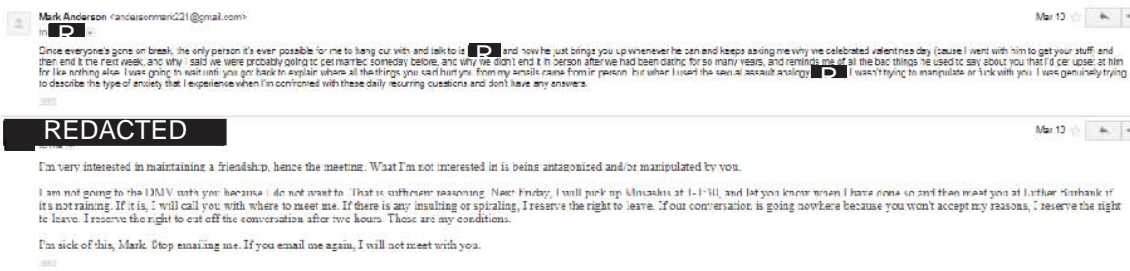 Mark Anderson <andersonmark221@gmail.com>
Mar 10
to R
Since everyone's gone on break, the only person it's even possible for me to hang out with and talk to is R and now he just brings you up whenever he can and keeps asking me why we celebrated valentines day (cause I went with him to get your stuff) and
then end it the next week, and why I said we were probably going to get married someday before, and why we didn't end it in person after we had been dating for so many years, and reminds me of all the bad things he used to say about you that I'd get upset at him
for like nothing else. I was going to wait until you got back to explain where all the things you said hurt you from my emails came from in person, but when I used the sexual assault analogy R I wasn't trying to manipulate or fuck with you. I was genuinely trying
to describe the type of anxiety that I experience when I'm confronted with these daily recurring questions and don't have any answers.
REDACTED
Mar 10
to me
I'm very interested in maintaining a friendship, hence the meeting. What I'm not interested in is being antagonized and/or manipulated by you.
I am not going to the DMV with you because I do not want to. That is sufficient reasoning. Next Friday, I will pick up Musashis at 1-1:30, and let you know when I have done so and then meet you at Luther Burbank if
it's not raining. If it is, I will call you with where to meet me. If there is any insulting or spiraling, I reserve the right to leave. If our conversation is going nowhere because you won't accept my reasons, I reserve the right
to leave. I reserve the right to cut off the conversation after two hours. These are my conditions.
I'm sick of this, Mark. Stop emailing me. If you email me again, I will not meet with you.